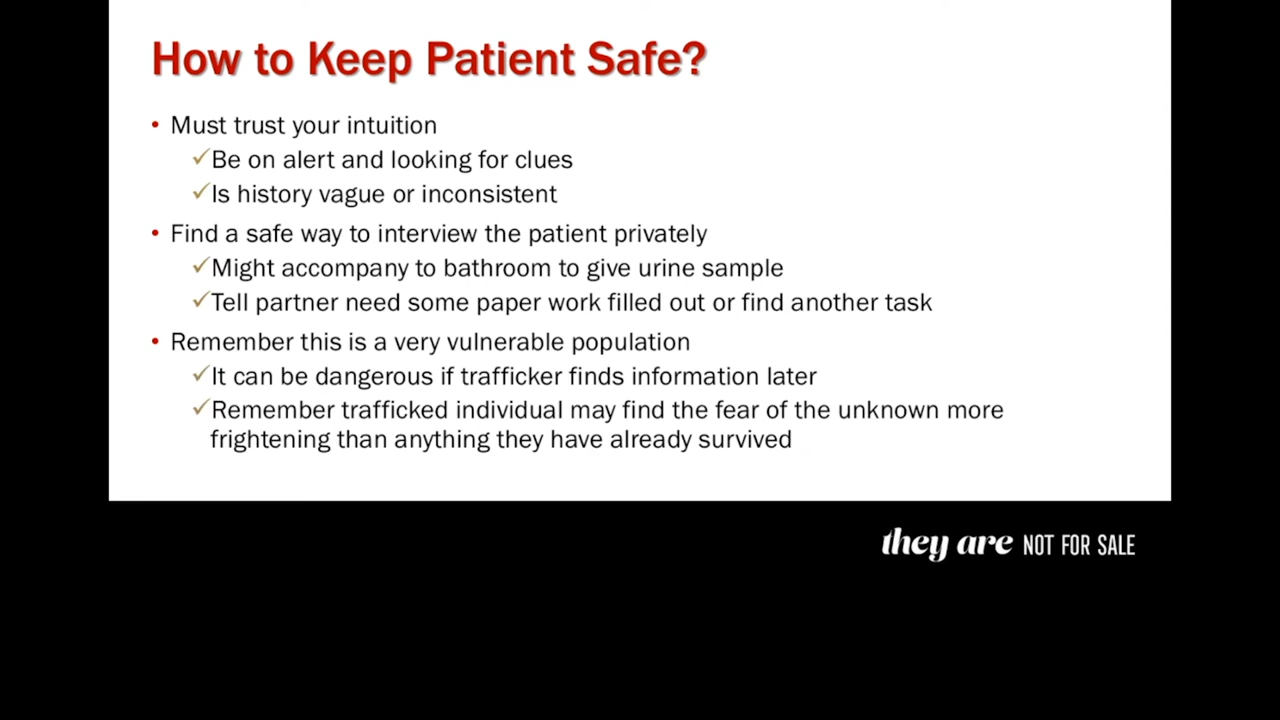 How to Keep Patient Safe?
• Must trust your intuition
✓Be on alert and looking for clues
✓Is history vague or inconsistent
• Find a safe way to interview the patient privately
✓Might accompany to bathroom to give urine sample
✓Tell partner need some paper work filled out or find another task
• Remember this is a very vulnerable population
✓It can be dangerous if trafficker finds information later
✓Remember trafficked individual may find the fear of the unknown more
frightening than anything they have already survived
they are NOT FOR SALE